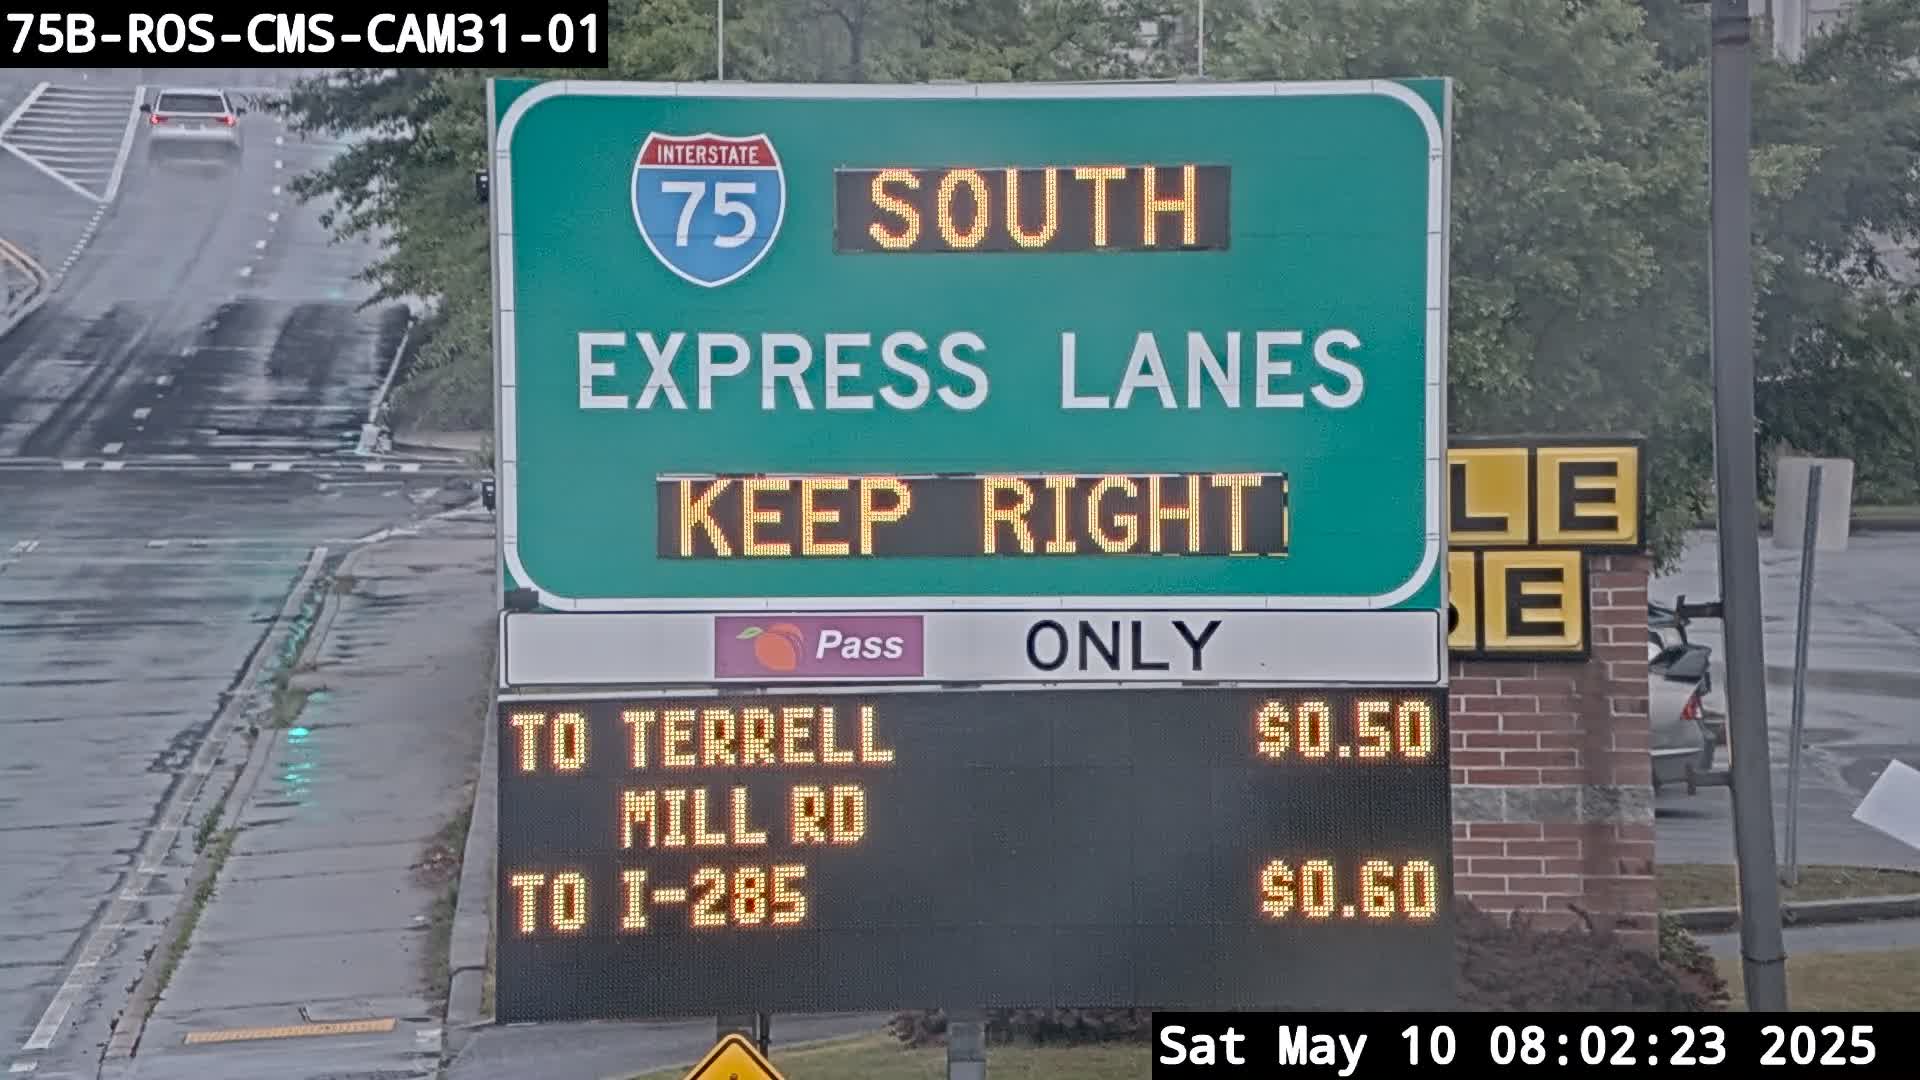 75B-ROS-CMS-CAM31-01
INTERSTATE
75
SOUTH
EXPRESS LANES
KEEP RIGHT
LE
E
Pass ONLY
TO TERRELL $0.50
MILL RD
TO I-285 $0.60
Sat May 10 08:02:23 2025